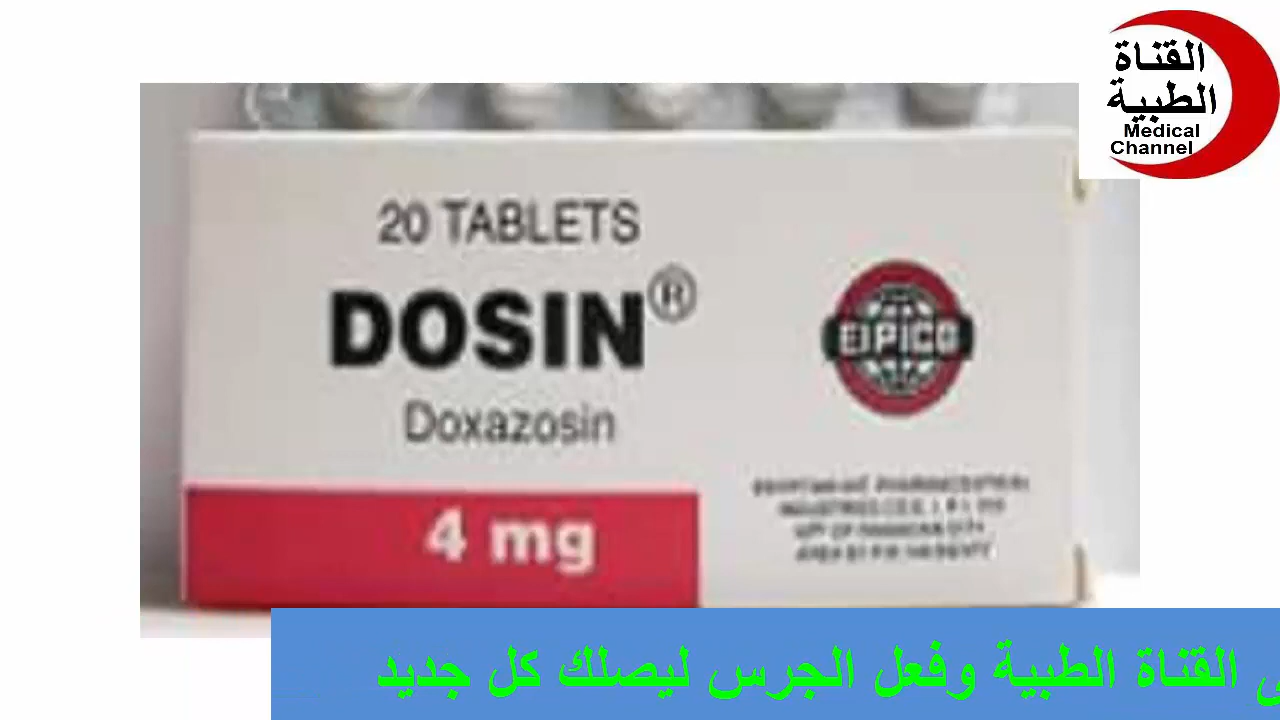 القناة
الطبية
Medical
Channel
20 TABLETS
DOSIN®
Doxazosin
EIPICO
4 mg
القناة الطبية وفعل الجرس ليصلك كل جديد